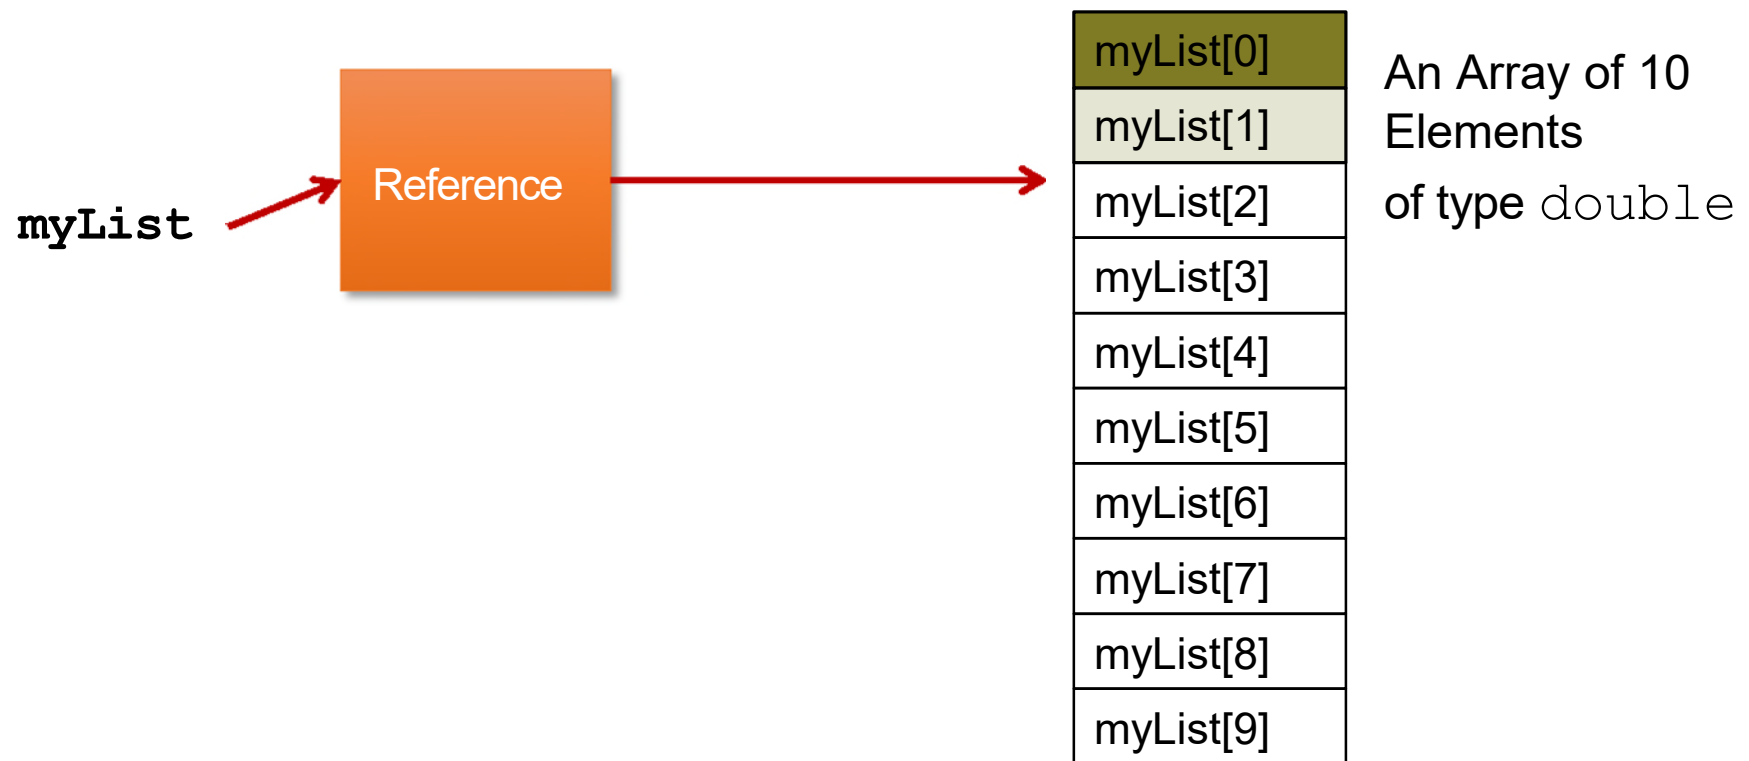 myList
Reference
myList[0]
myList[1]
myList[2]
myList[3]
myList[4]
myList[5]
myList[6]
myList[7]
myList[8]
myList[9]
An Array of 10
Elements
of type double